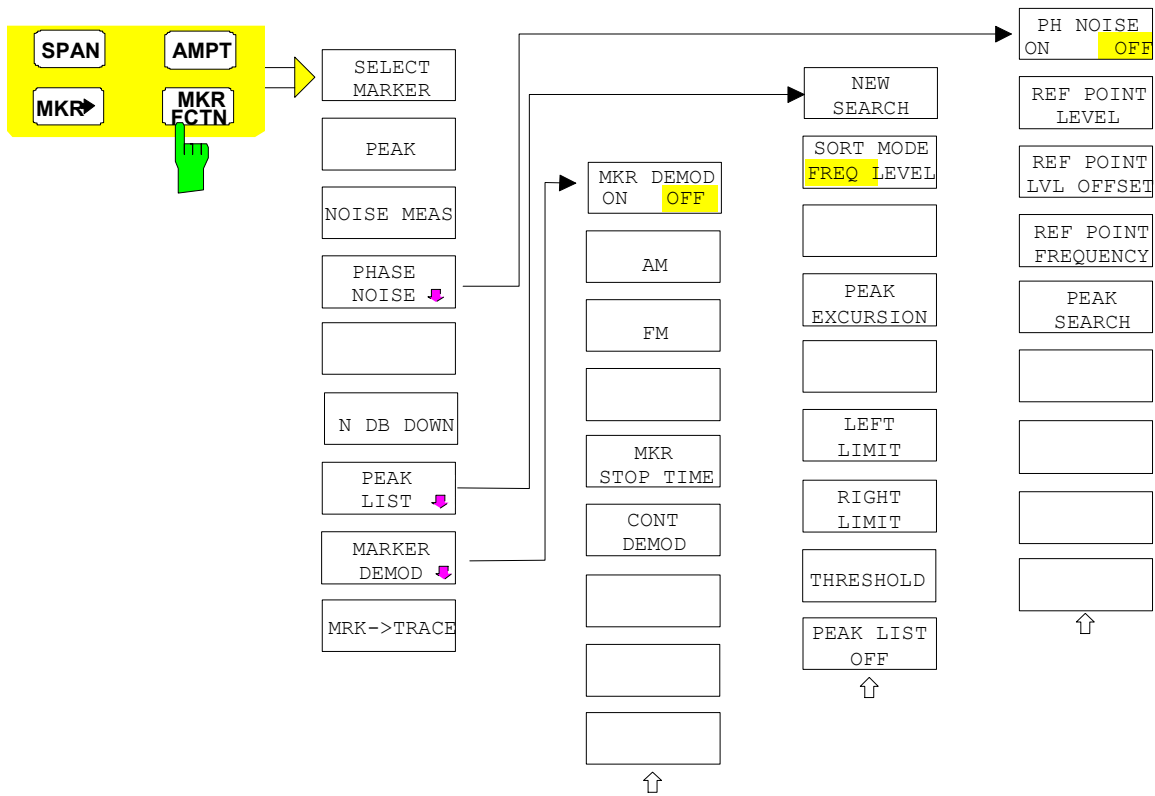 SPAN
AMPT
MKR
MKR
FCTN
SELECT
MARKER
PEAK
NOISE MEAS
PHASE
NOISE
N DB DOWN
PEAK
LIST
MARKER
DEMOD
MRK->TRACE
MKR DEMOD
ON OFF
AM
FM
MKR
STOP TIME
CONT
DEMOD
NEW
SEARCH
SORT MODE
FREQ LEVEL
PEAK
EXCURSION
LEFT
LIMIT
RIGHT
LIMIT
THRESHOLD
PEAK LIST
OFF
PH NOISE
ON OFF
REF POINT
LEVEL
REF POINT
LVL OFFSET
REF POINT
FREQUENCY
PEAK
SEARCH